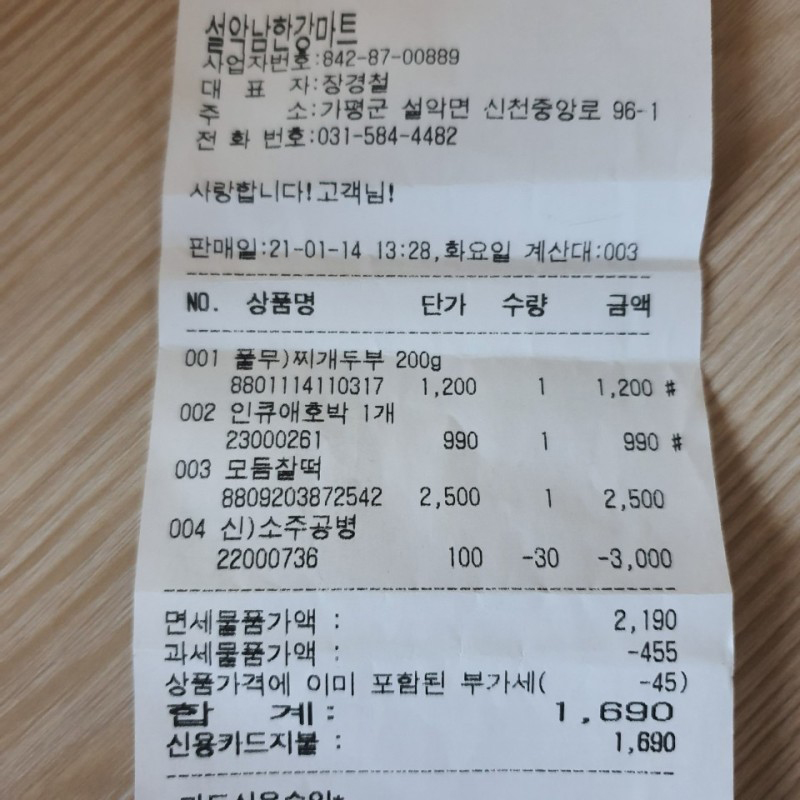 설악남한강마트
사업자번호:842-87-00889
대 표 자:장경철
주 소:가평군 설악면 신천중앙로 96-1
전 화 번호:031-584-4482
사랑합니다!고객님!
판매일:21-01-14 13:28,화요일 계산대:003
NO. 상품명 단가 수량 금액
001 풀무)찌개두부 200g
8801114110317 1,200 1 1,200 #
002 인큐애호박 1개
23000261 990 1 990 #
003 모듬찰떡
8809203872542 2,500 1 2,500
004 신)소주공병
22000736 100 -30 -3,000
면세물품가액 : 2,190
과세물품가액 : -455
상품가격에 이미 포함된 부가세( -45)
합 계: 1,690
신용카드지불 : 1,690